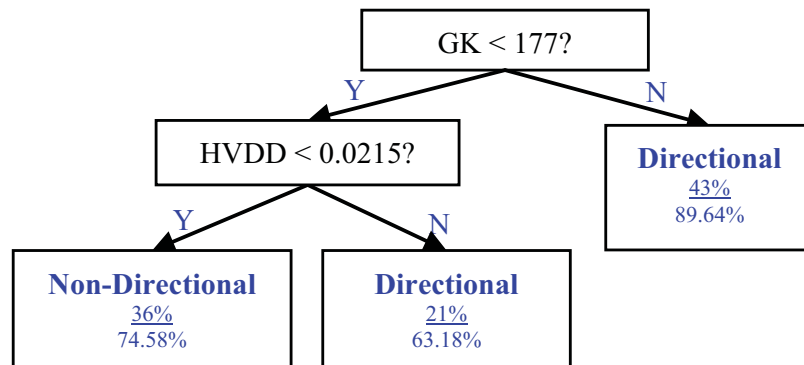 GK < 177?
Y
N
HVDD < 0.0215?
Directional
43%
89.64%
Y
N
Non-Directional
36%
74.58%
Directional
21%
63.18%